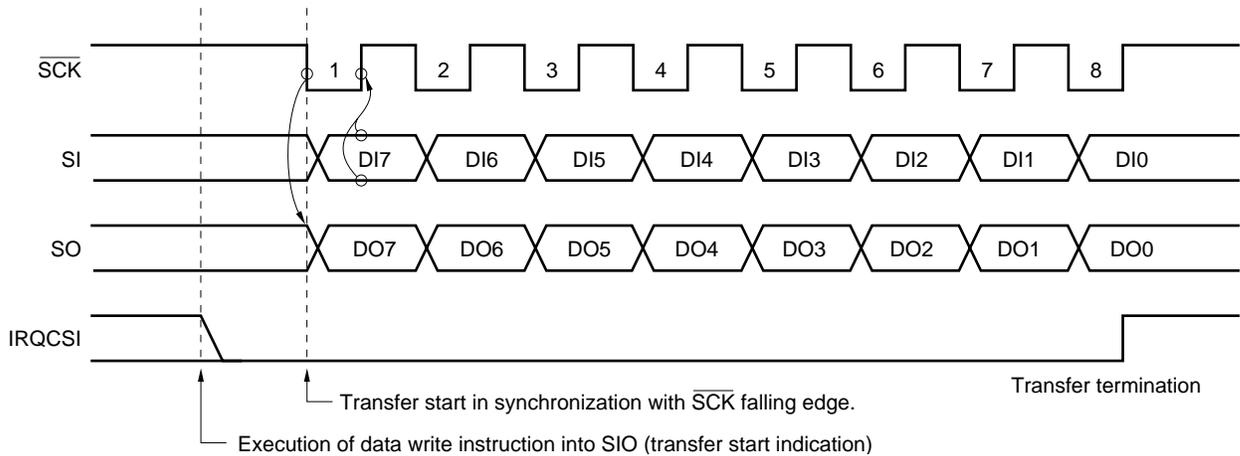 SCK 1 2 3 4 5 6 7 8
SI DI7 DI6 DI5 DI4 DI3 DI2 DI1 DI0
SO DO7 DO6 DO5 DO4 DO3 DO2 DO1 DO0
IRQCSI
Transfer termination
Transfer start in synchronization with SCK falling edge.
Execution of data write instruction into SIO (transfer start indication)